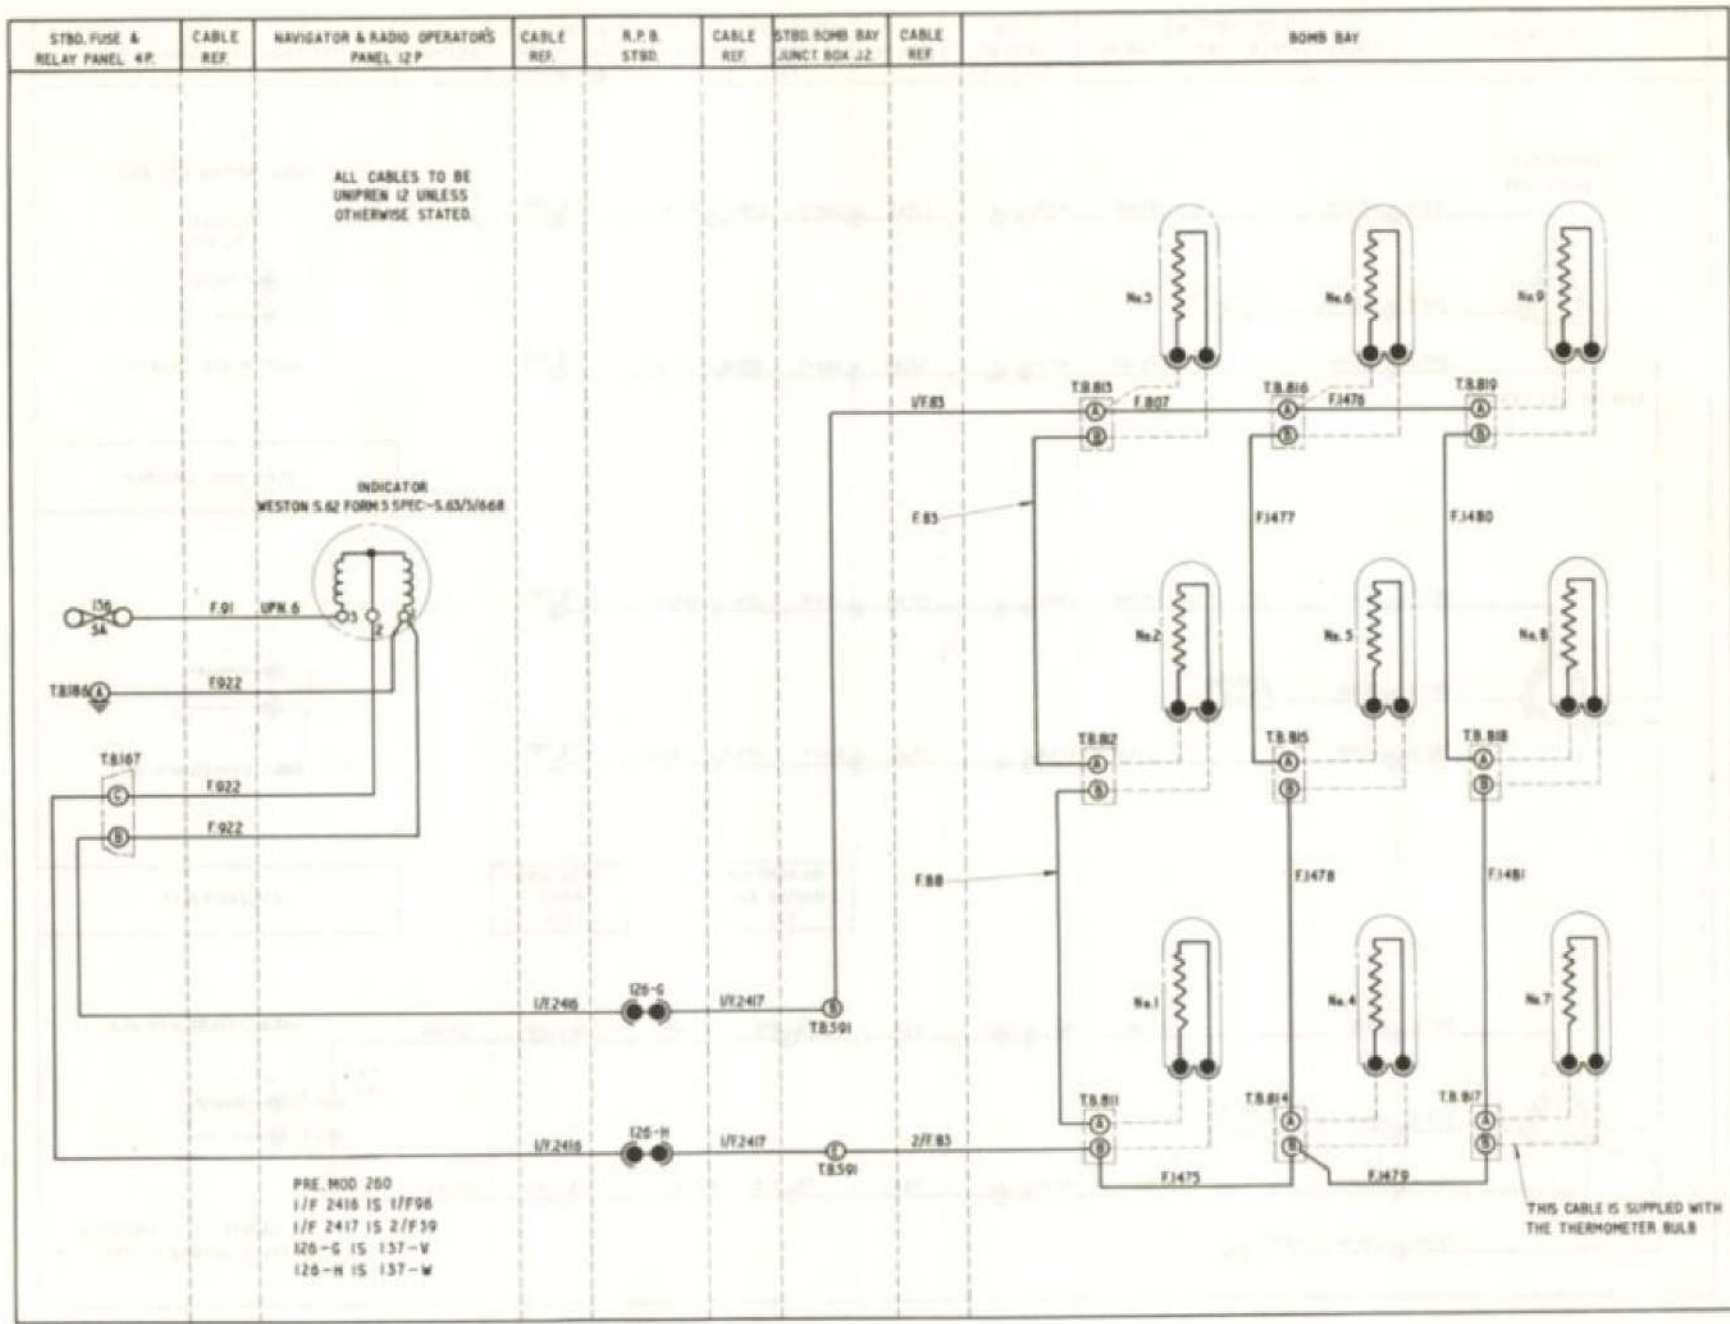 STBD. FUSE &
RELAY PANEL 4P.
CABLE
REF.
NAVIGATOR & RADIO OPERATOR'S
PANEL 12P
CABLE
REF.
R.P.B.
STBD.
CABLE
REF.
STBD. BOMB BAY
JUNCT. BOX J2.
CABLE
REF.
BOMB BAY
ALL CABLES TO BE
UNIPREN 12 UNLESS
OTHERWISE STATED.
No.3
No.6
No.9
T.B.813
T.B.816
T.B.819
1/F.83
A
F.807
A
F.1476
A
B
B
B
INDICATOR
WESTON S.62 FORM 3 SPEC:-S.63/5/668
F.83
F.1477
F.1480
136
5A
F.91
UPN. 6
3
2
No.2
No.5
No.8
T.B.186
A
F.922
T.B.167
T.B.812
T.B.815
T.B.818
C
F.922
A
A
A
B
F.922
B
B
B
F.88
F.1478
F.1481
1/F.2416
126-G
1/F.2417
B
T.B.591
No.1
No.4
No.7
T.B.811
T.B.814
T.B.817
A
A
A
1/F.2416
126-H
1/F.2417
E
T.B.591
2/F.83
B
B
B
F.1475
F.1479
PRE. MOD 260
1/F 2416 IS 1/F96
1/F 2417 IS 2/F39
126-G IS 137-V
126-H IS 137-W
THIS CABLE IS SUPPLIED WITH
THE THERMOMETER BULB